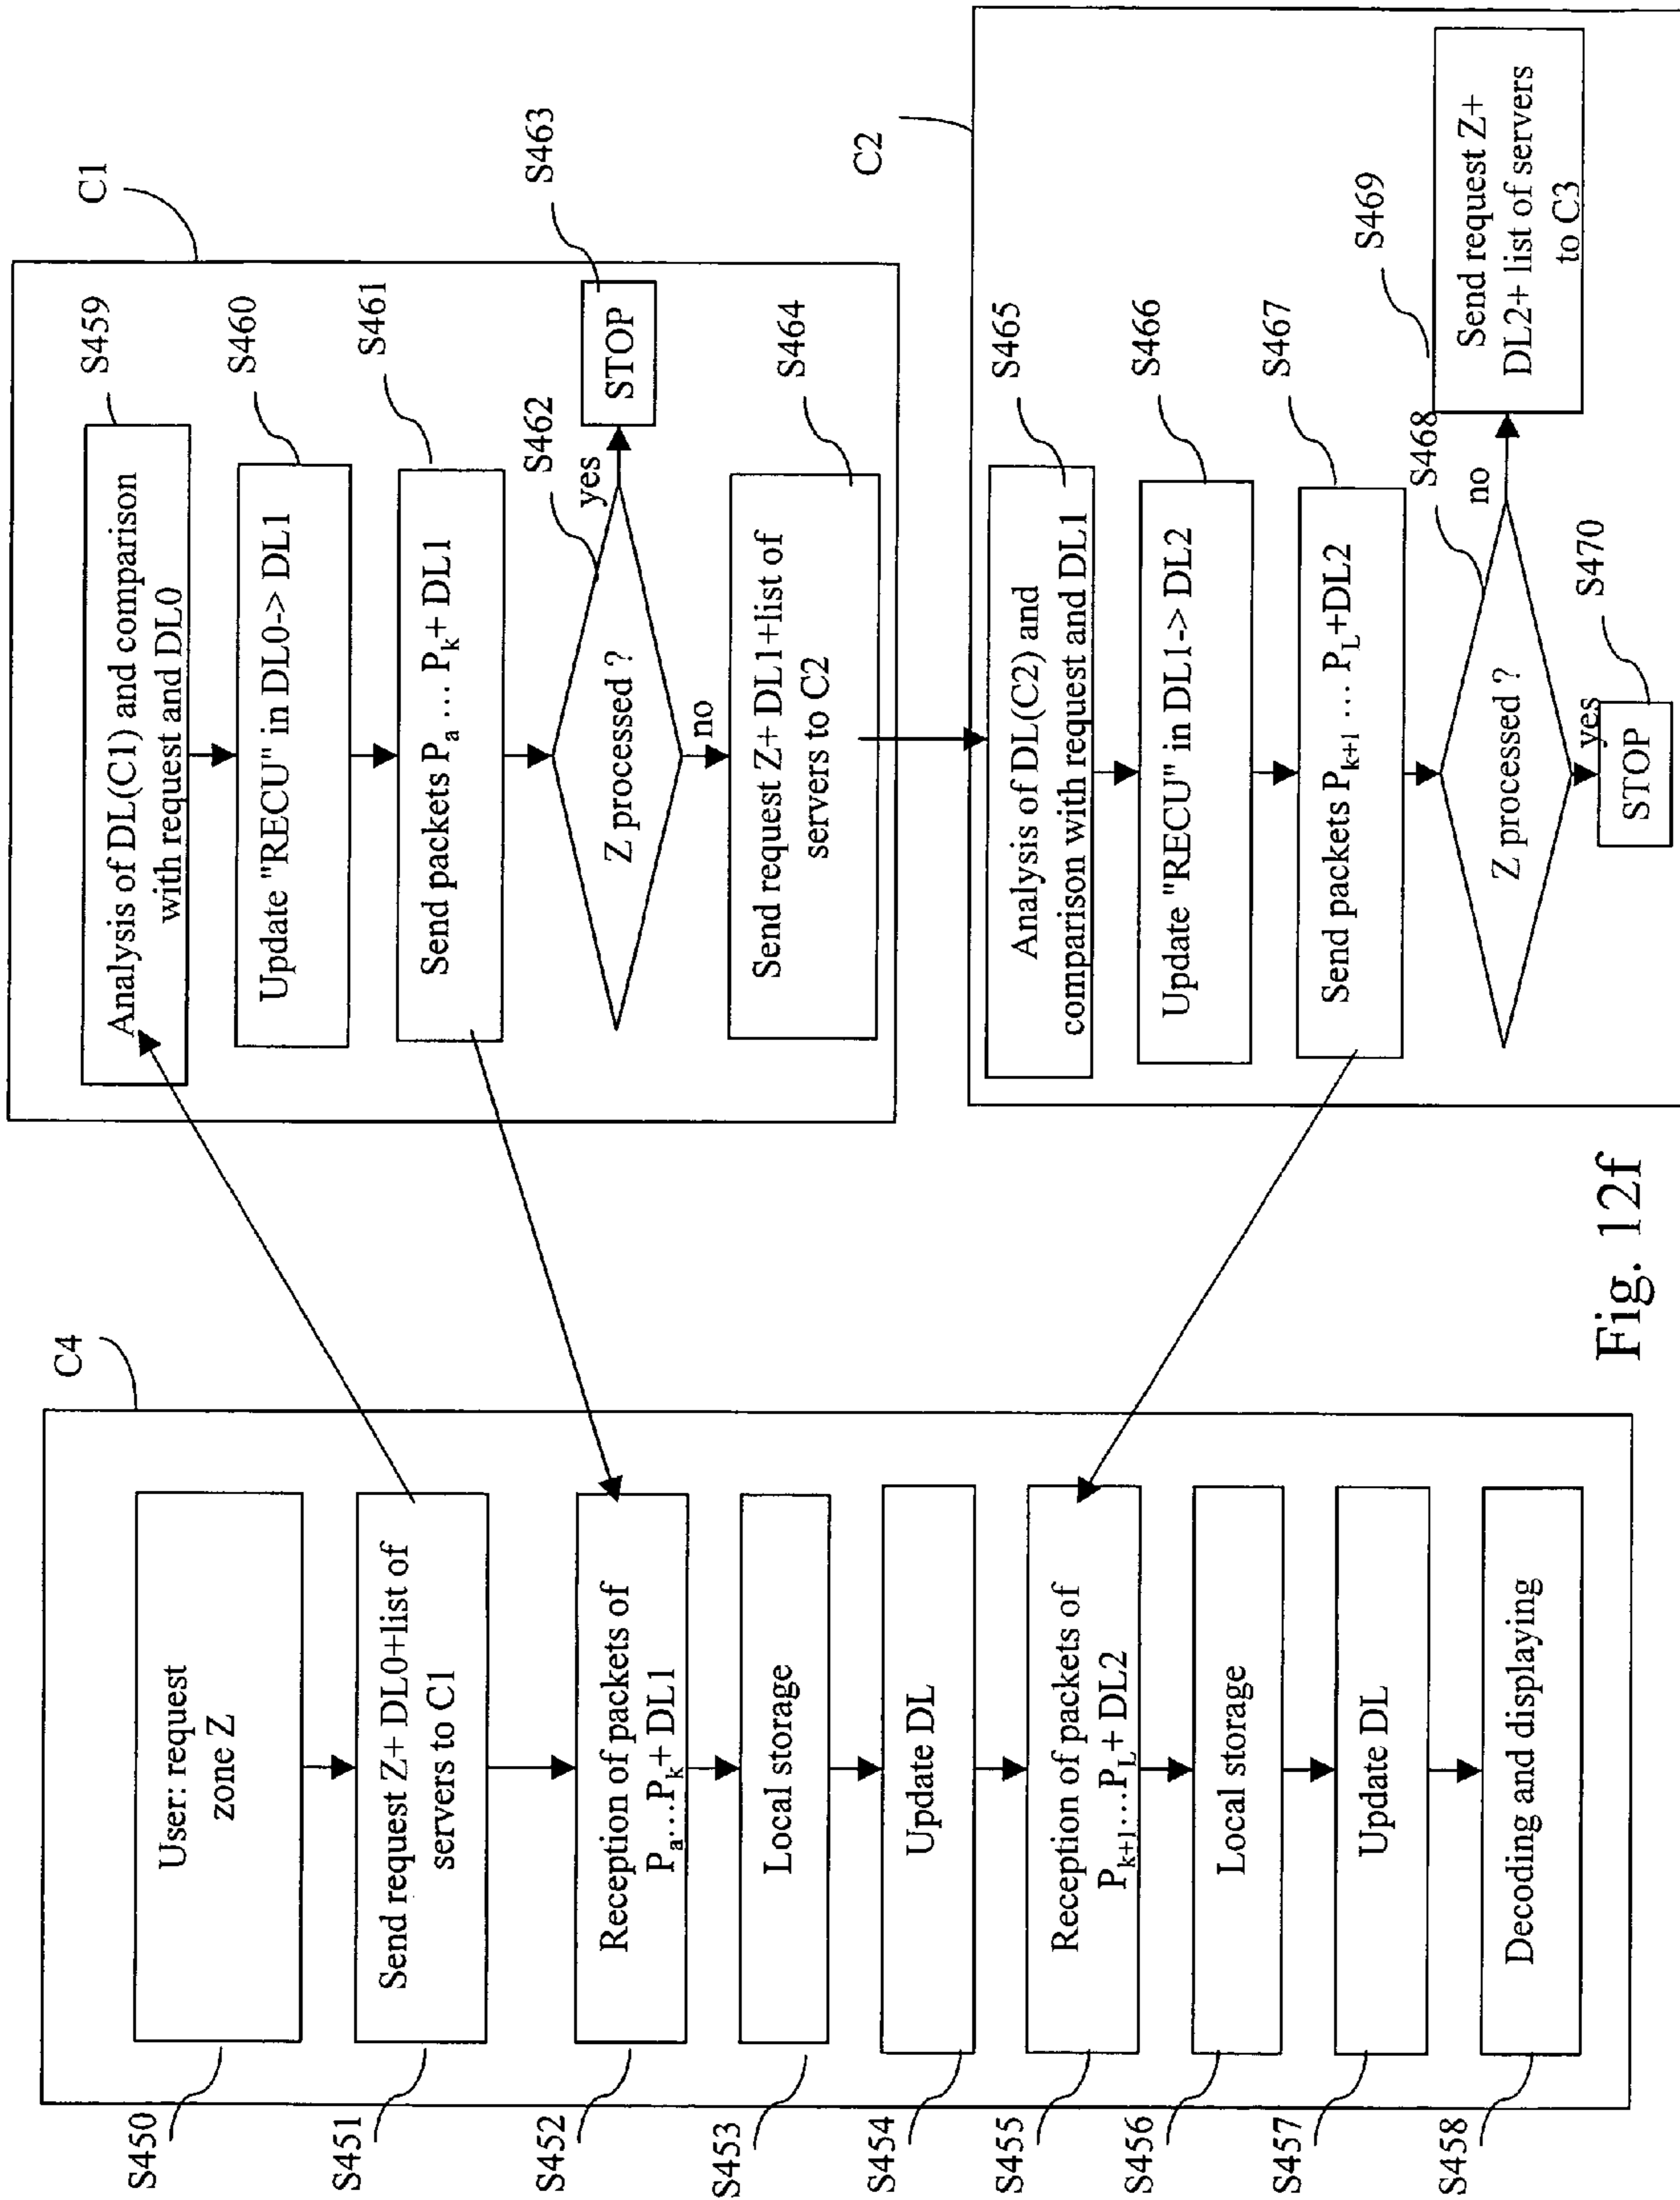 C4
S450
User: request
zone Z
S451
Send request Z+ DL0+list of
servers to C1
S452
Reception of packets of
Pa...Pk+ DL1
S453
Local storage
S454
Update DL
S455
Reception of packets of
Pk+1...PL+ DL2
S456
Local storage
S457
Update DL
S458
Decoding and displaying
C1
S459
Analysis of DL(C1) and comparison
with request and DL0
S460
Update "RECU" in DL0-> DL1
S461
Send packets Pa ... Pk+ DL1
S462
Z processed ?
yes
S463
STOP
no
S464
Send request Z+ DL1+list of
servers to C2
C2
S465
Analysis of DL(C2) and
comparison with request and DL1
S466
Update "RECU" in DL1-> DL2
S467
Send packets Pk+1 ... PL+DL2
S468
Z processed ?
no
S469
Send request Z+
DL2+ list of servers
to C3
yes
S470
STOP
Fig. 12f